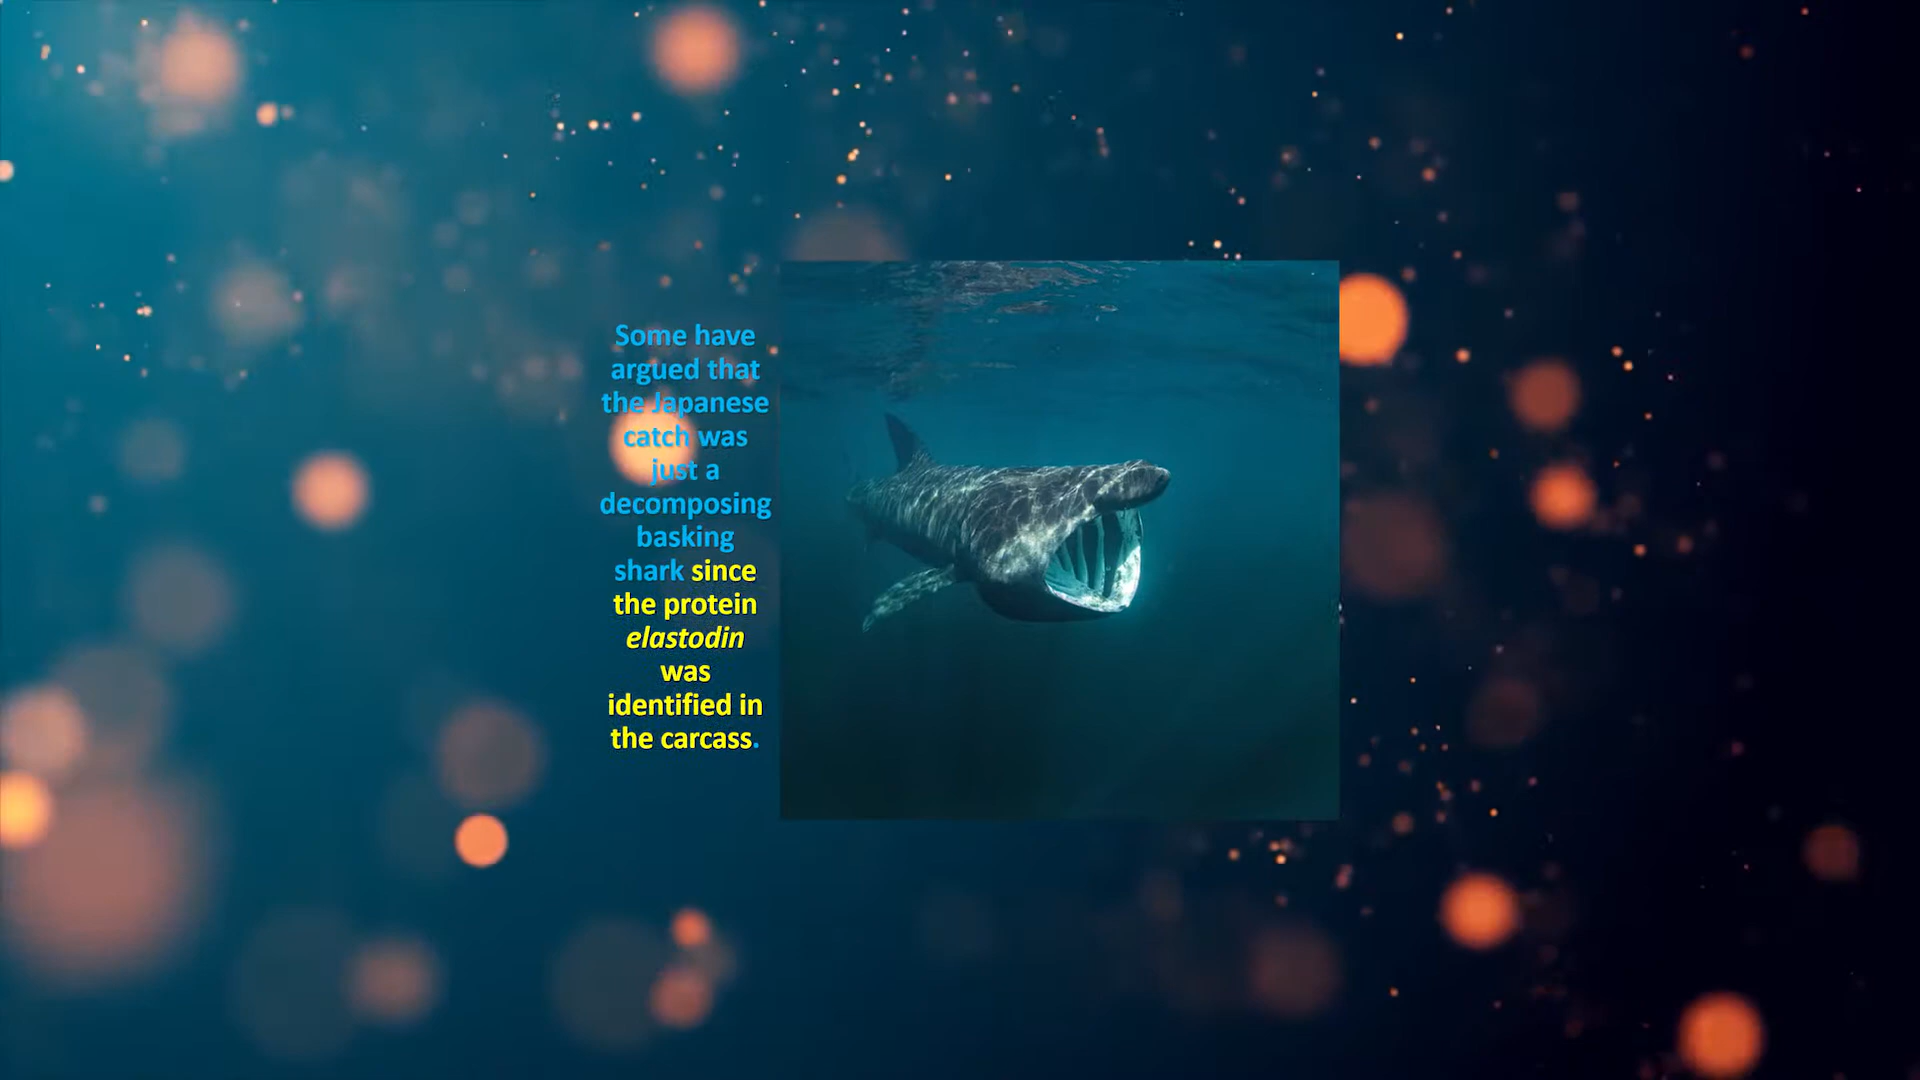 Some have
argued that
the Japanese
catch was
just a
decomposing
basking
shark since
the protein
elastodin
was
identified in
the carcass.